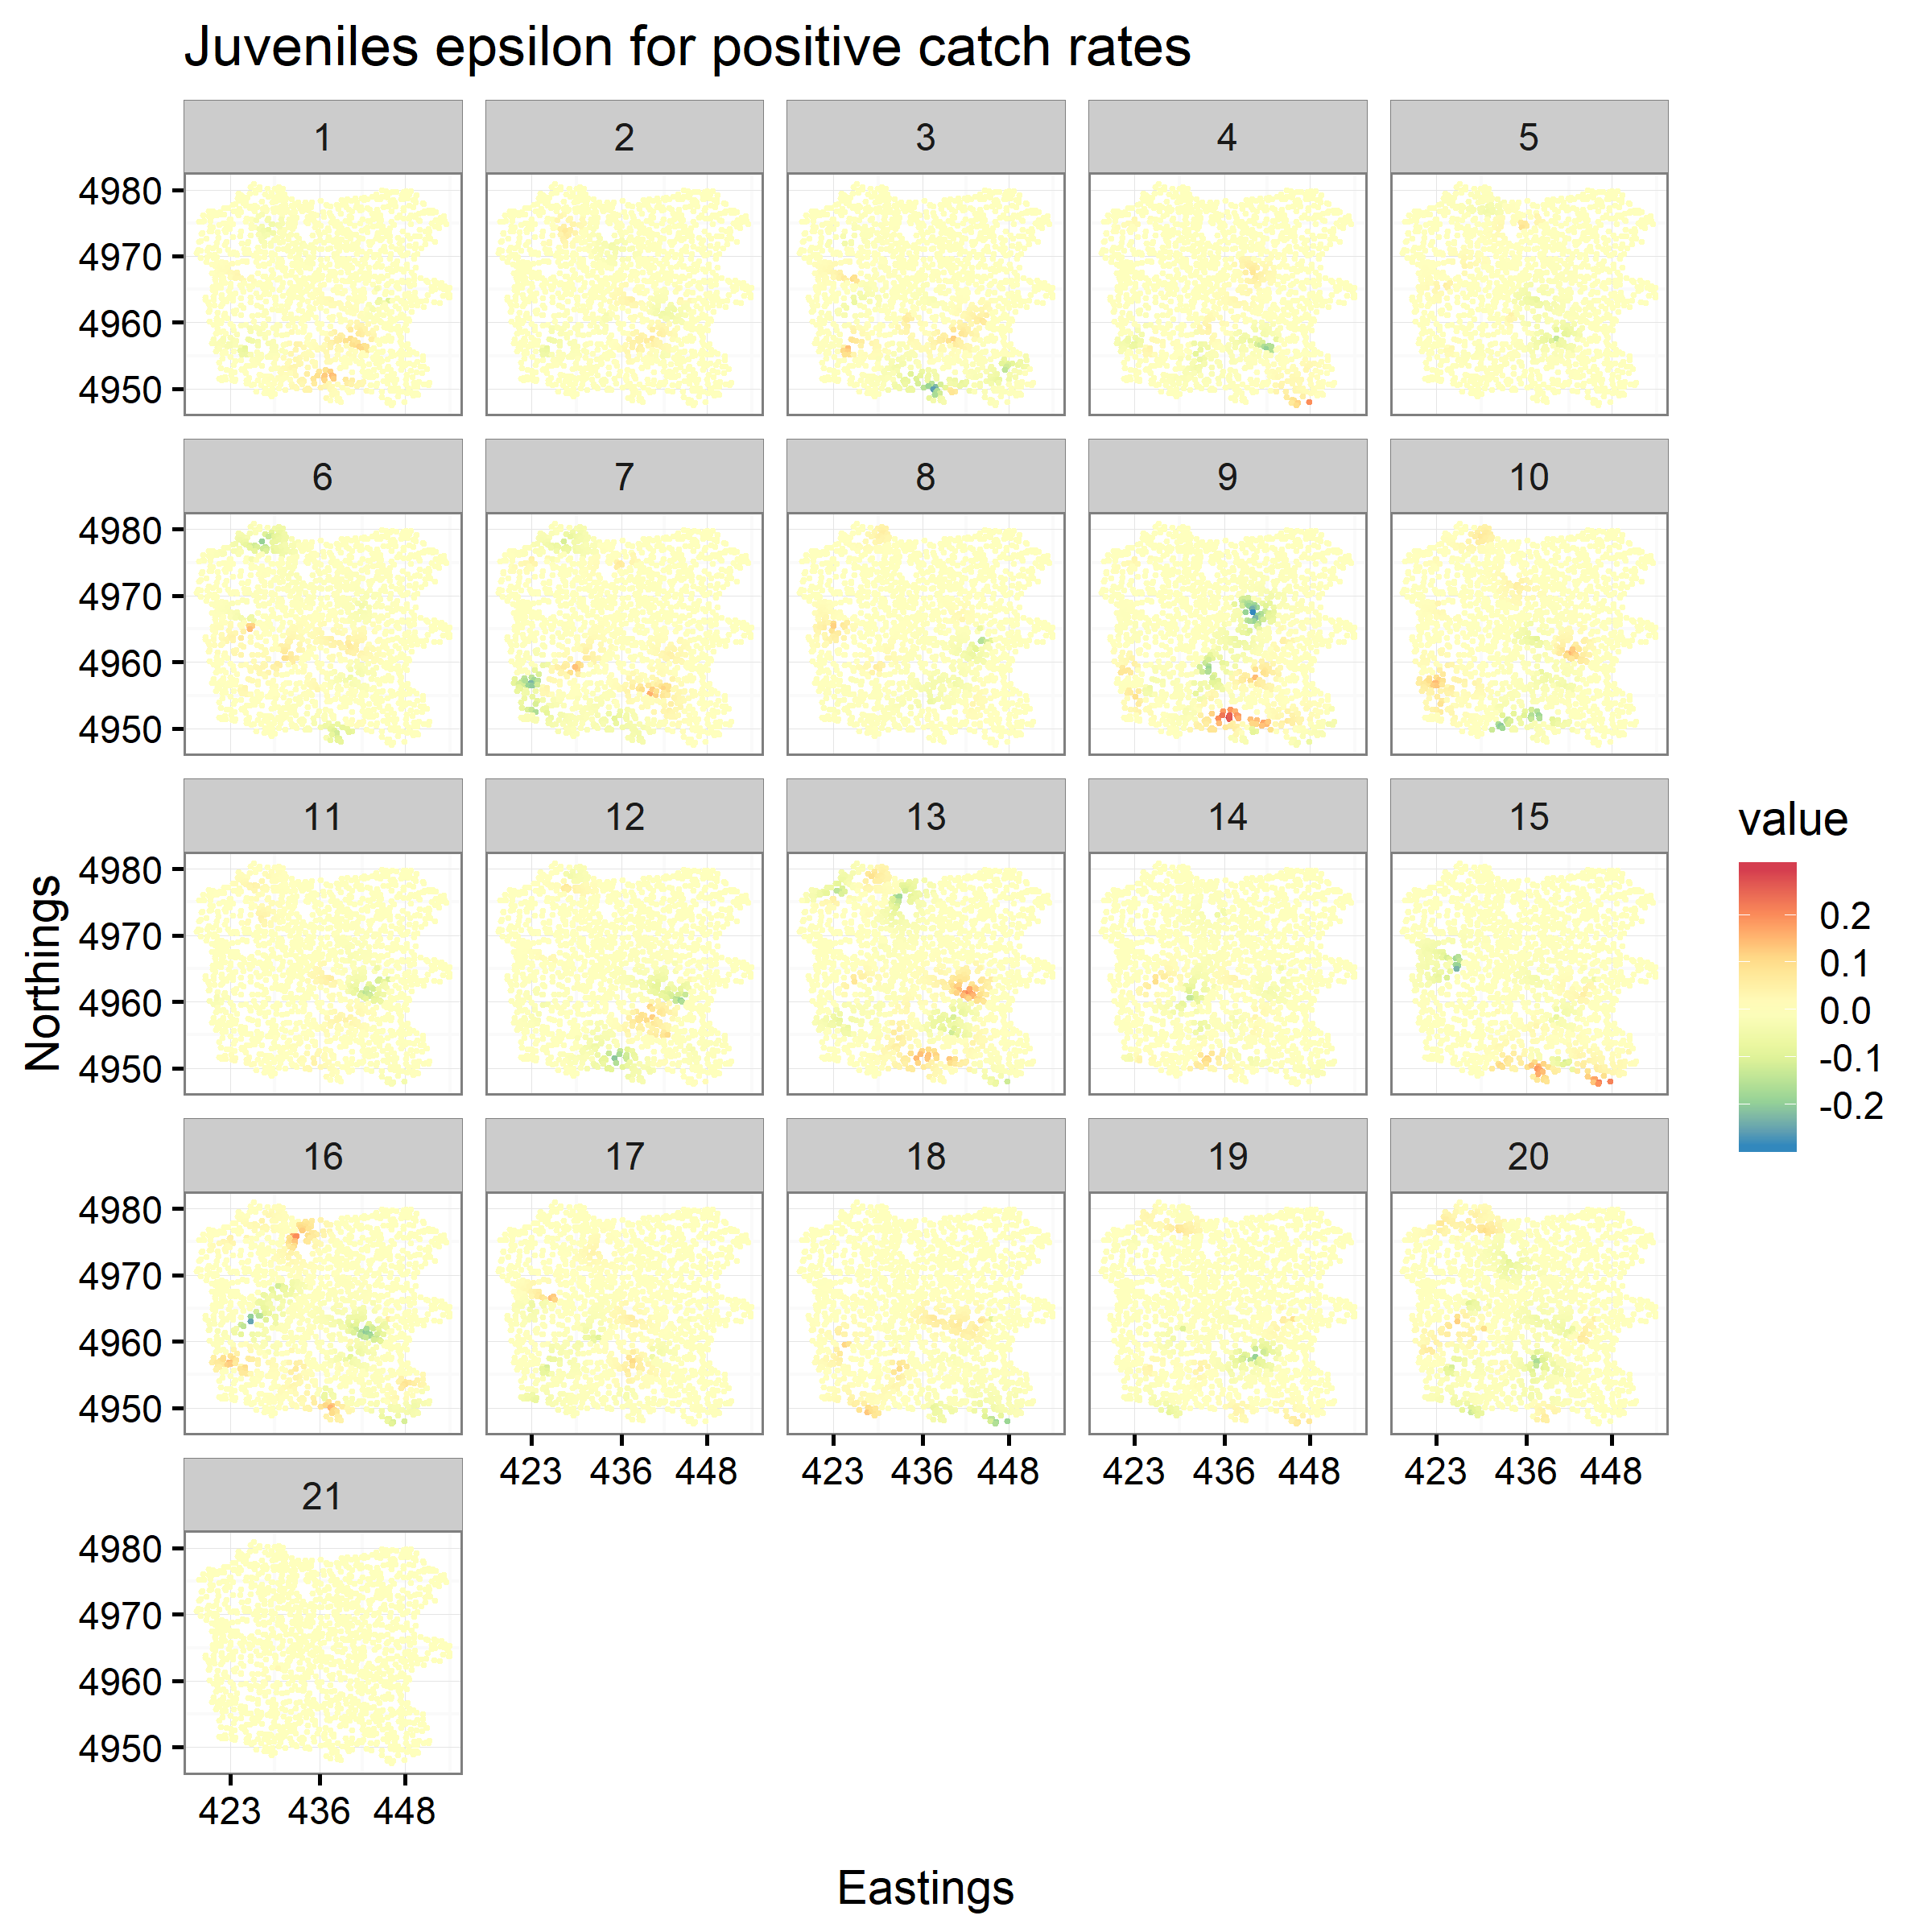 Juveniles epsilon for positive catch rates
1 2 3 4 5
4980
4970
4960
4950
6 7 8 9 10
4980
4970
4960
4950
11 12 13 14 15
4980
4970
4960
4950
16 17 18 19 20
4980
4970
4960
4950
423 436 448 423 436 448 423 436 448 423 436 448
21
4980
4970
4960
4950
423 436 448
Eastings
Northings
value
0.2
0.1
0.0
-0.1
-0.2